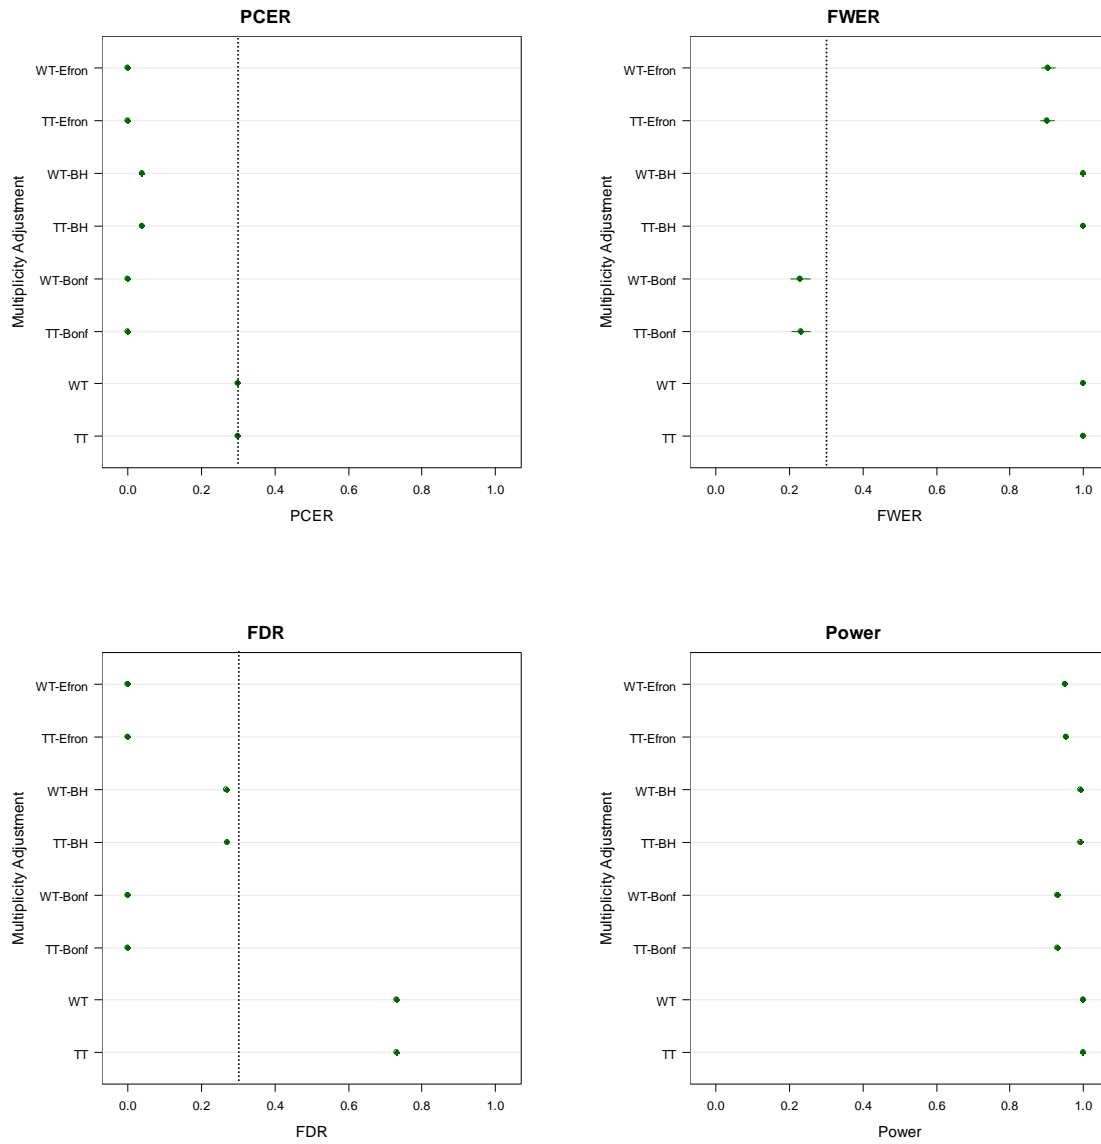 PCER
Multiplicity Adjustment
WT-Efron
TT-Efron
WT-BH
TT-BH
WT-Bonf
TT-Bonf
WT
TT
0.0 0.2 0.4 0.6 0.8 1.0
PCER
FWER
Multiplicity Adjustment
WT-Efron
TT-Efron
WT-BH
TT-BH
WT-Bonf
TT-Bonf
WT
TT
0.0 0.2 0.4 0.6 0.8 1.0
FWER
FDR
Multiplicity Adjustment
WT-Efron
TT-Efron
WT-BH
TT-BH
WT-Bonf
TT-Bonf
WT
TT
0.0 0.2 0.4 0.6 0.8 1.0
FDR
Power
Multiplicity Adjustment
WT-Efron
TT-Efron
WT-BH
TT-BH
WT-Bonf
TT-Bonf
WT
TT
0.0 0.2 0.4 0.6 0.8 1.0
Power